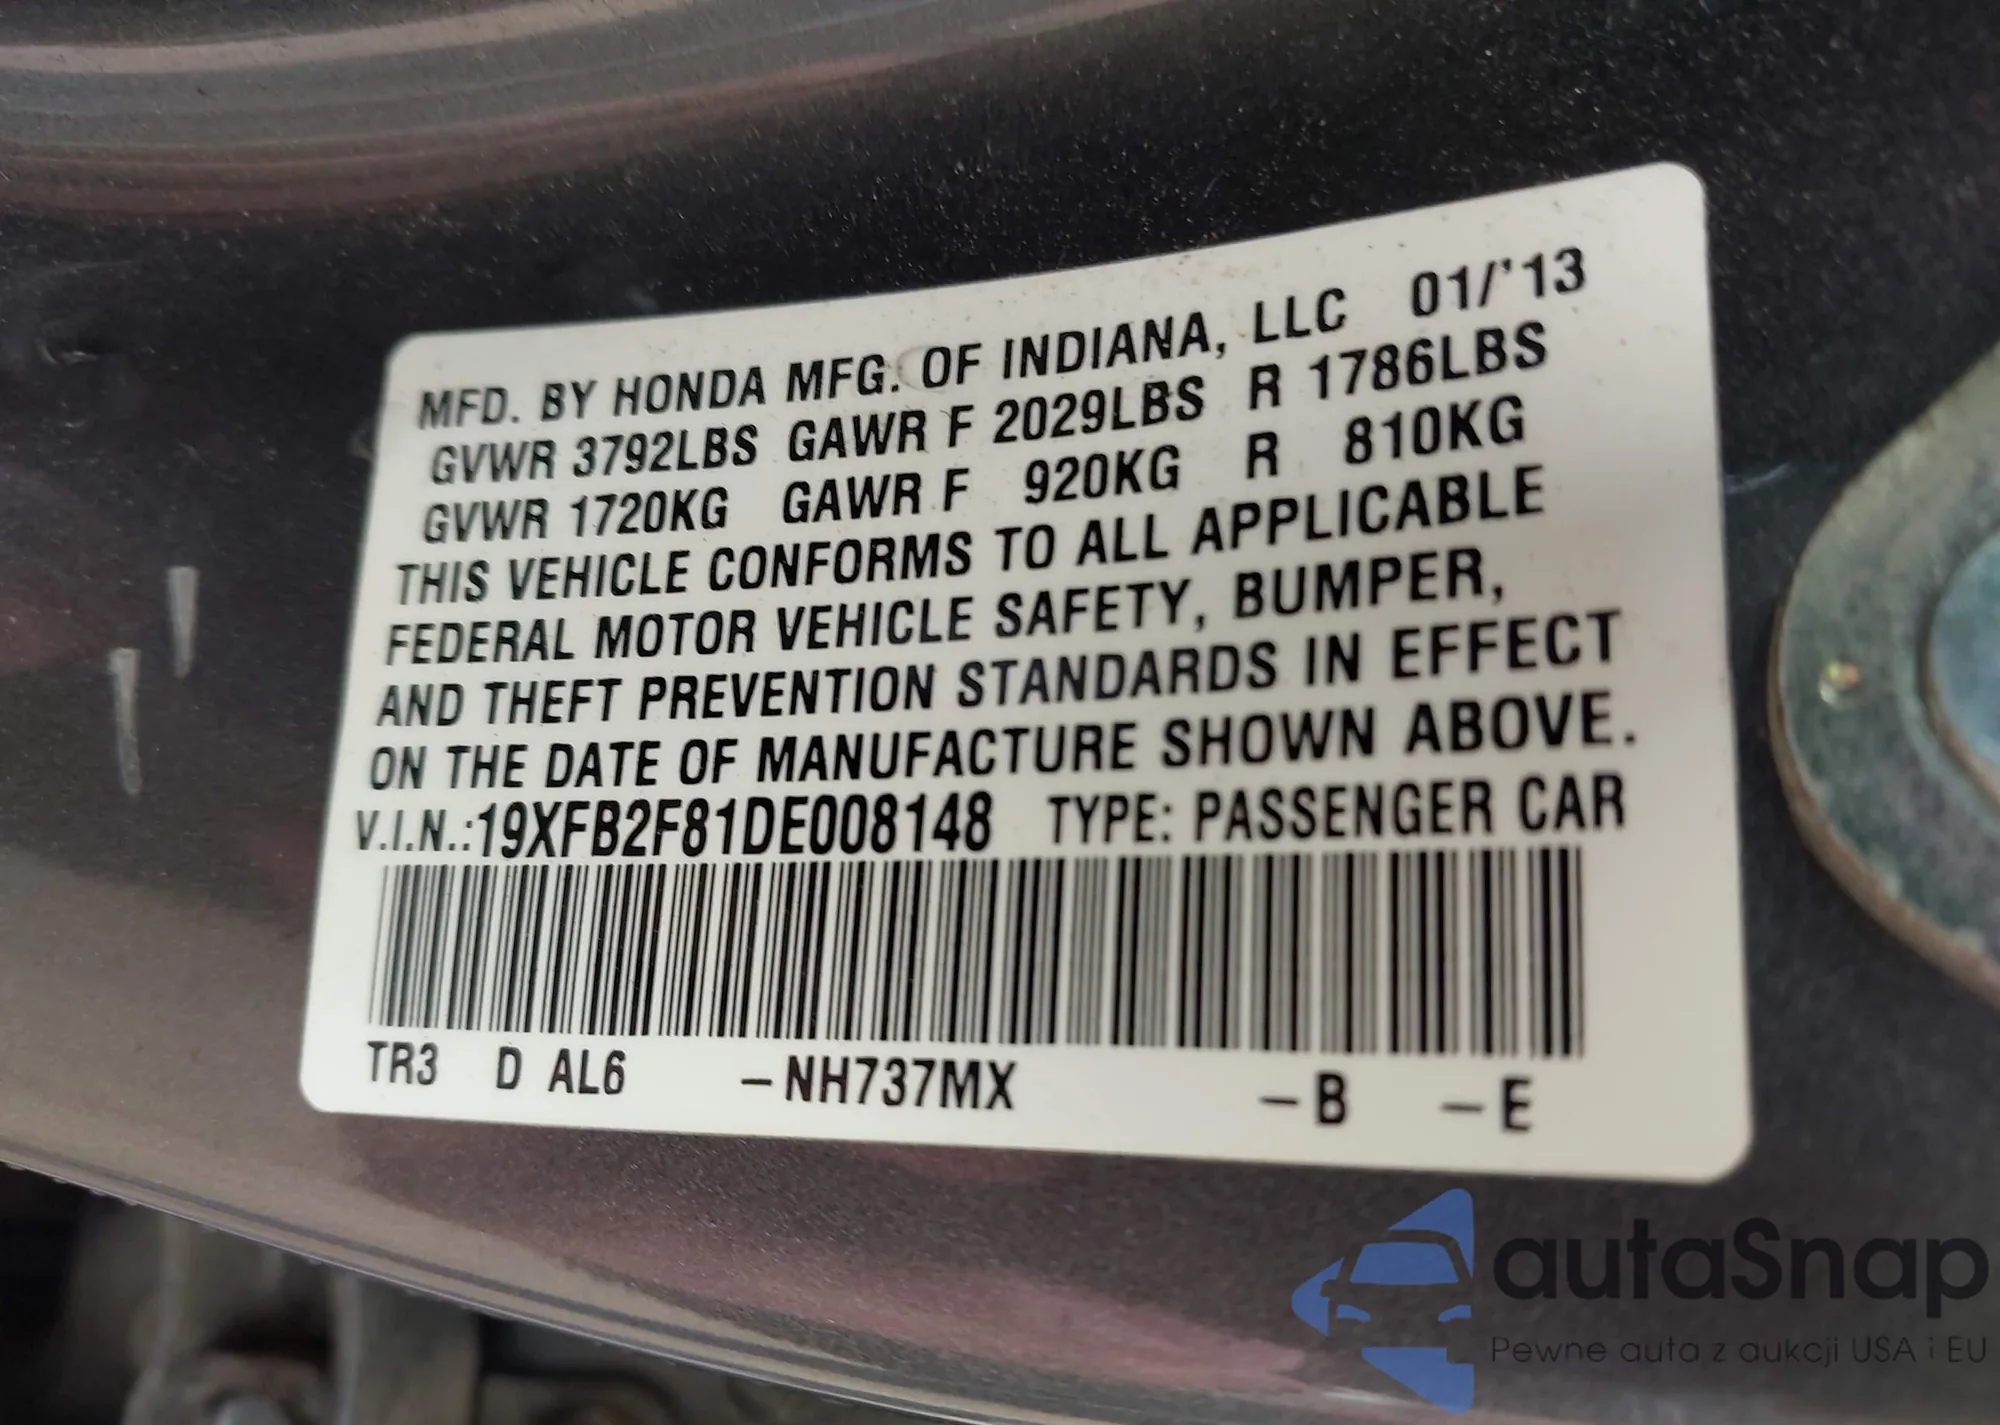 MFD. BY HONDA MFG. OF INDIANA, LLC 01/'13
GVWR 3792LBS GAWR F 2029LBS R 1786LBS
GVWR 1720KG GAWR F 920KG R 810KG
THIS VEHICLE CONFORMS TO ALL APPLICABLE
FEDERAL MOTOR VEHICLE SAFETY, BUMPER,
AND THEFT PREVENTION STANDARDS IN EFFECT
ON THE DATE OF MANUFACTURE SHOWN ABOVE.
V.I.N.:19XFB2F81DE008148 TYPE: PASSENGER CAR
TR3 D AL6 -NH737MX -B -E
autaSnap
Pewne auta z aukcji USA i EU